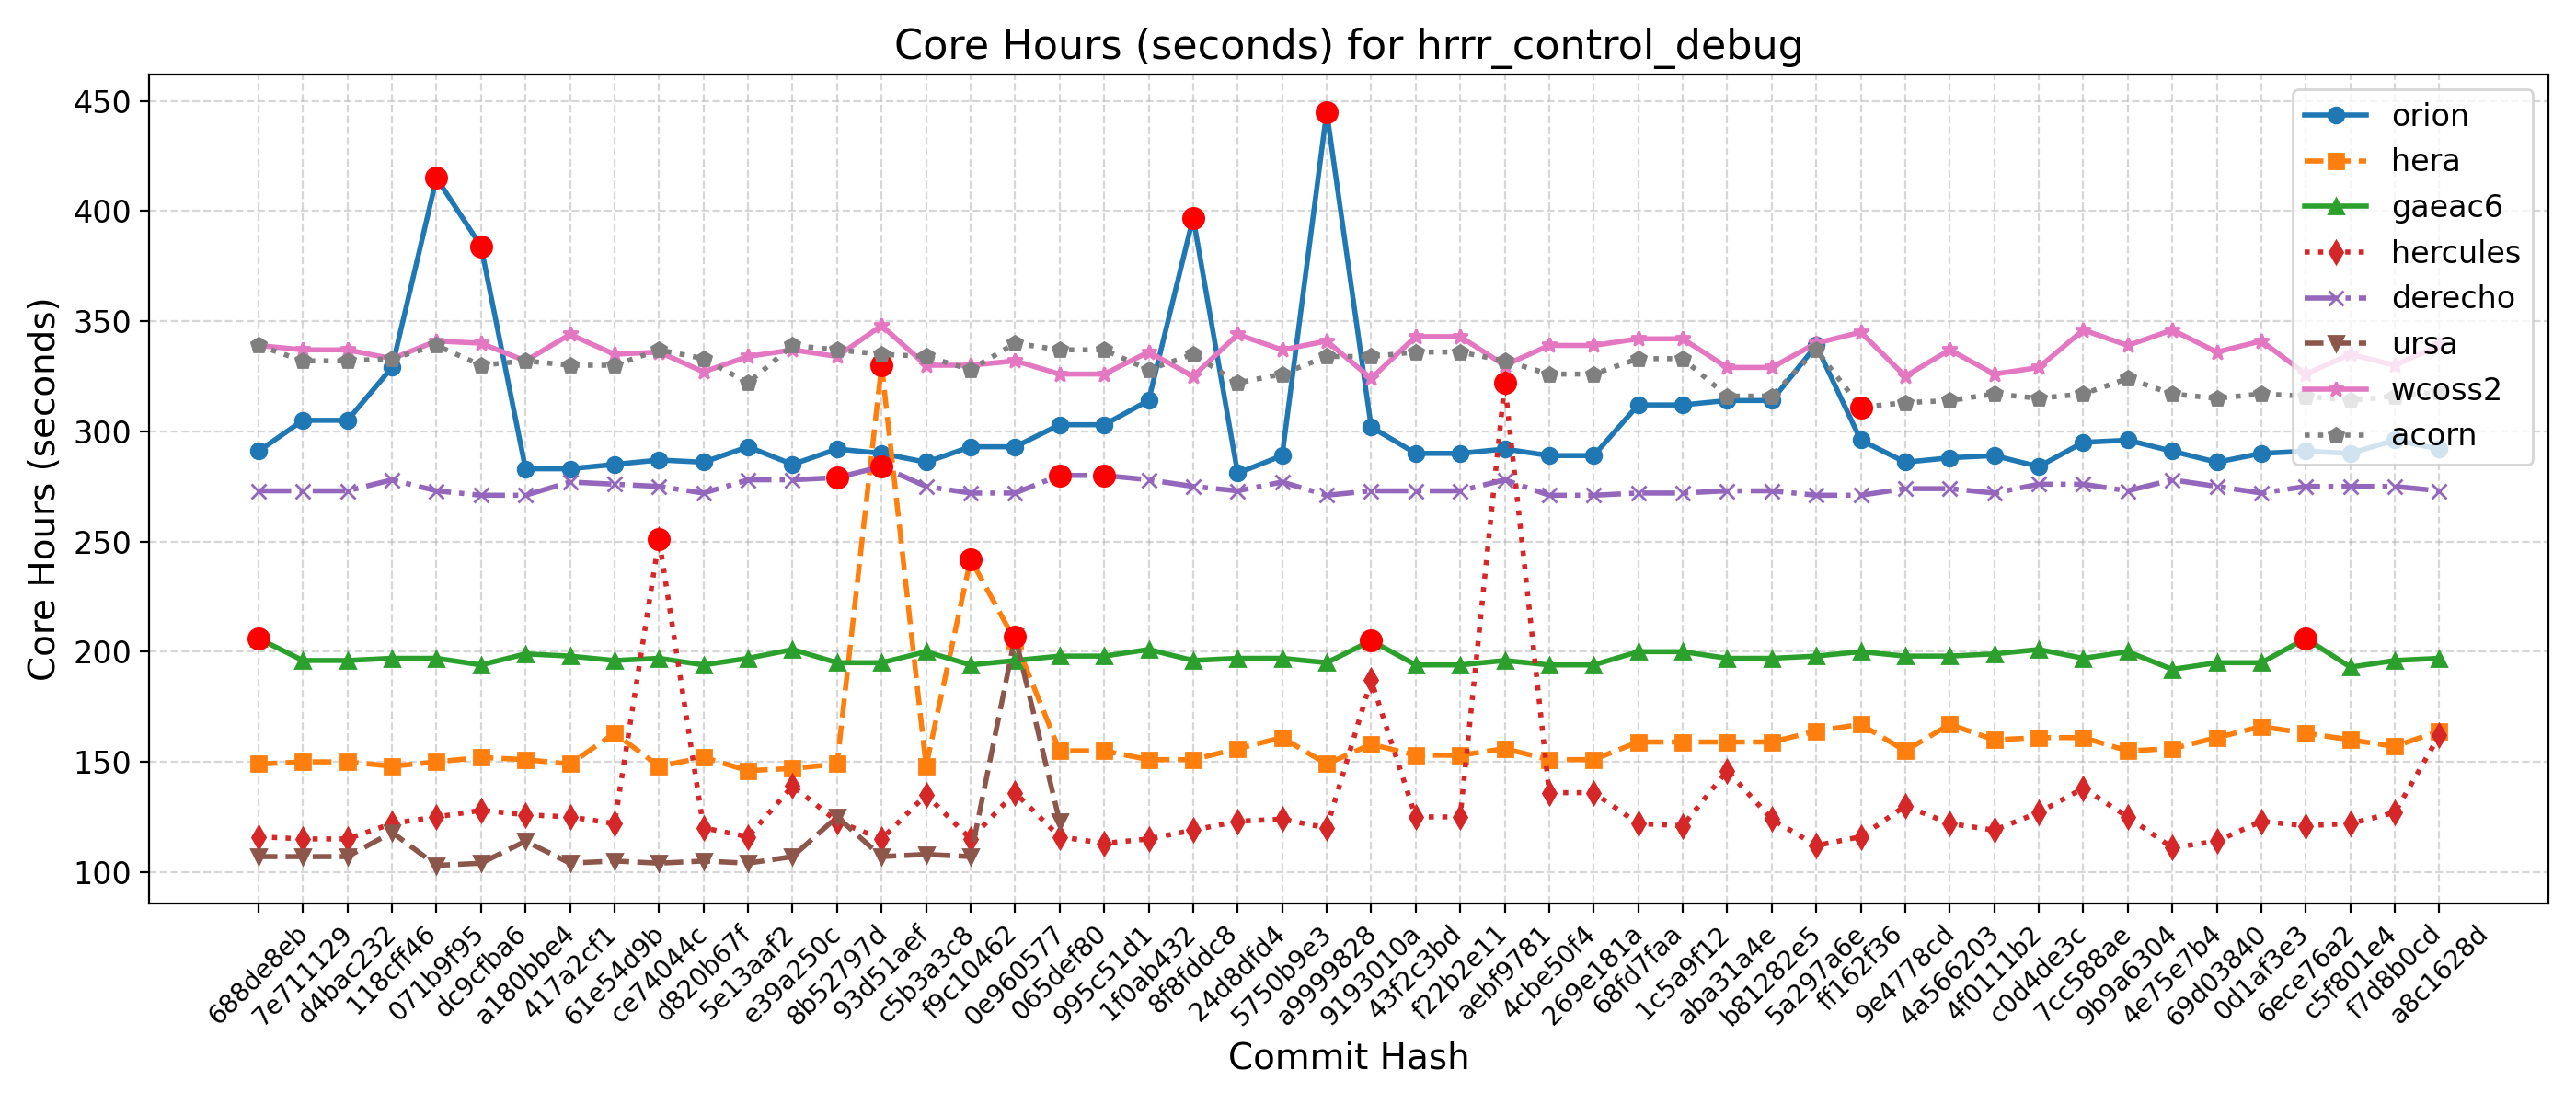 Core Hours (seconds) for hrrr_control_debug
Core Hours (seconds)
450
400
350
300
250
200
150
100
orion
hera
gaeac6
hercules
derecho
ursa
wcoss2
acorn
688de8eb
7e711129
d4bac232
118cff46
071b9f95
dc9cfba6
a180bbe4
417a2cf1
61e54d9b
ce74044c
d820b67f
5e13aaf2
e39a250c
8b52797d
93d51aef
c5b3a3c8
f9c10462
0e960577
065def80
995c51d1
1f0ab432
8f8fddc8
24d8dfd4
5750b9e3
a9999828
9193010a
43f2c3bd
f22b2e11
aebf9781
4cbe50f4
269e181a
68fd7faa
1c5a9f12
aba31a4e
b81282e5
5a297a6e
ff162f36
9e4778cd
4a566203
4f0111b2
c0d4de3c
7cc588ae
9b9a6304
4e75e7b4
69d03840
0d1af3e3
6ece76a2
c5f801e4
f7d8b0cd
a8c1628d
Commit Hash